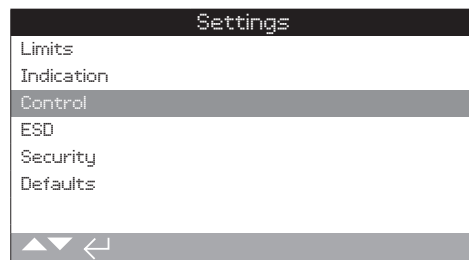 Settings
Limits
Indication
Control
ESD
Security
Defaults